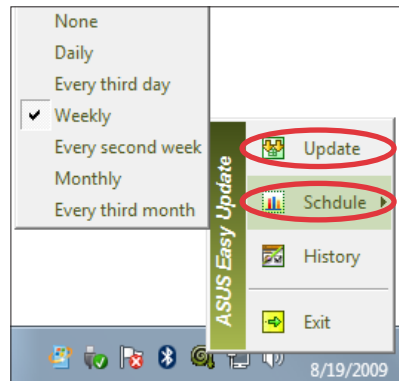 None
Daily
Every third day
Weekly
Every second week
Monthly
Every third month
ASUS Easy Update
Update
Schdule
History
Exit
8/19/2009